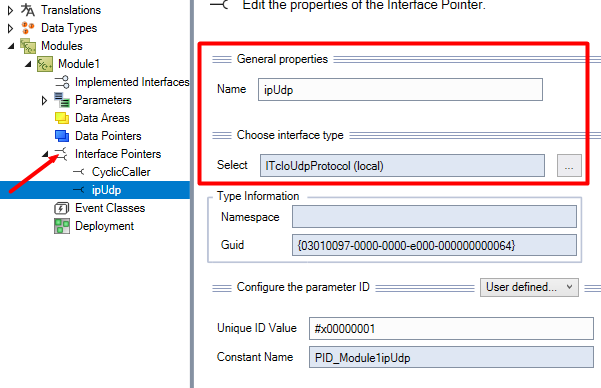 Translations
Data Types
Modules
Module1
Implemented Interfaces
Parameters
Data Areas
Data Pointers
Interface Pointers
CyclicCaller
ipUdp
Event Classes
Deployment
Edit the properties of the Interface Pointer.
General properties
Name ipUdp
Choose interface type
Select ITcIoUdpProtocol (local) ...
Type Information
Namespace
Guid {03010097-0000-0000-e000-000000000064}
Configure the parameter ID User defined...
Unique ID Value #x00000001
Constant Name PID_Module1ipUdp